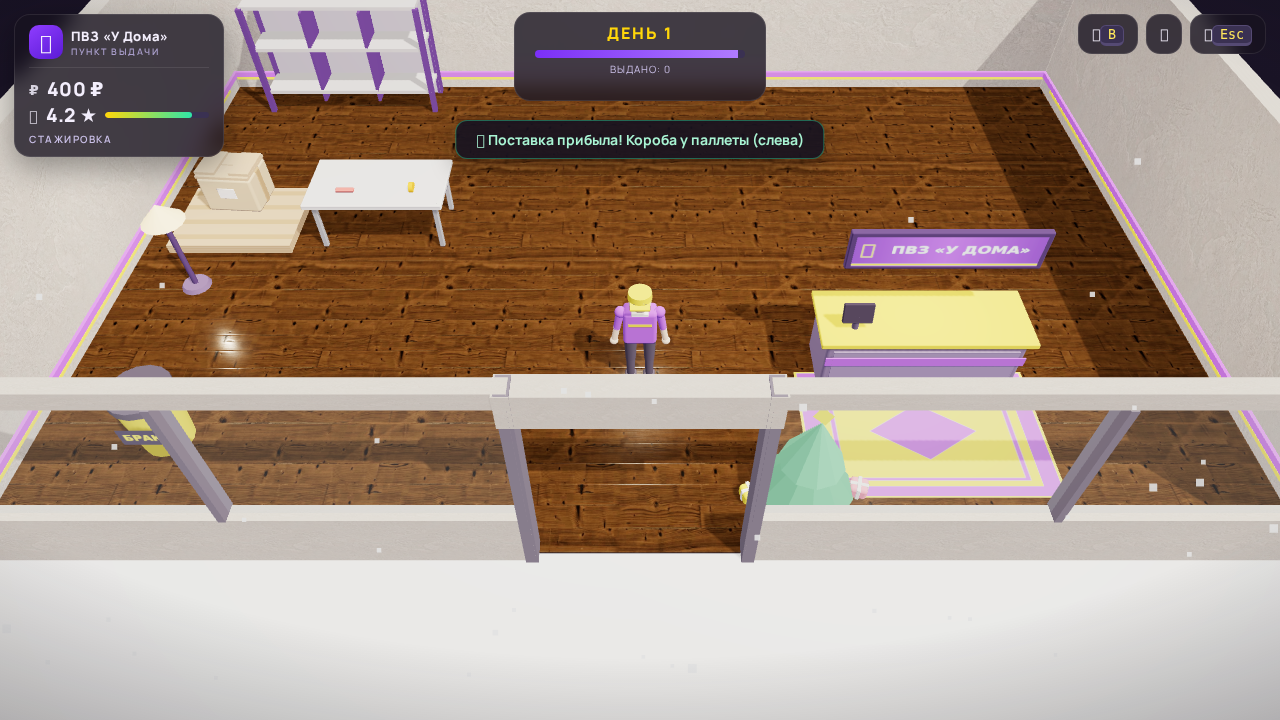 ПВЗ «У Дома»
ПУНКТ ВЫДАЧИ
₽ 400 ₽
4.2 ★
СТАЖИРОВКА
ДЕНЬ 1
ВЫДАНО: 0
B
Esc
Поставка прибыла! Короба у паллеты (слева)
ПВЗ «У ДОМА»